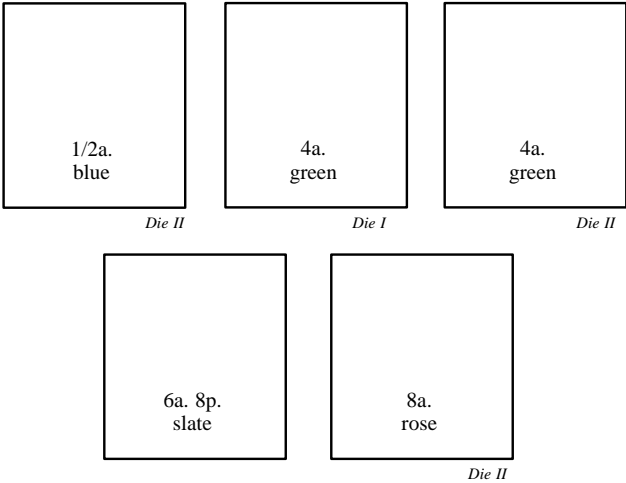 1/2a.
blue
4a.
green
4a.
green
Die II
Die I
Die II
6a. 8p.
slate
8a.
rose
Die II